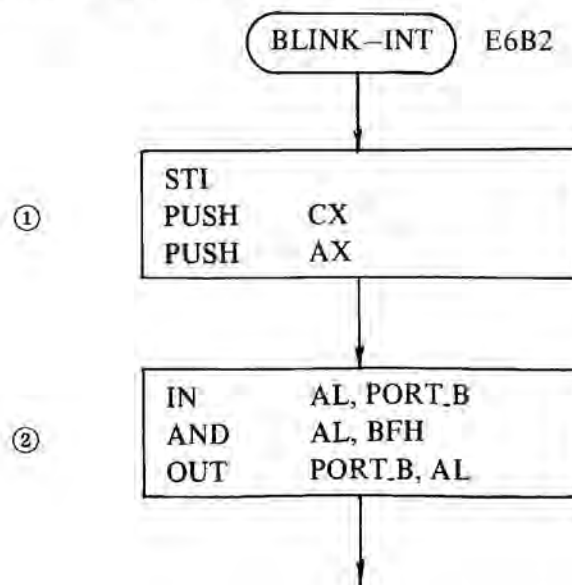 BLINK–INT E6B2
① STI
PUSH CX
PUSH AX
IN AL, PORT_B
② AND AL, BFH
OUT PORT_B, AL